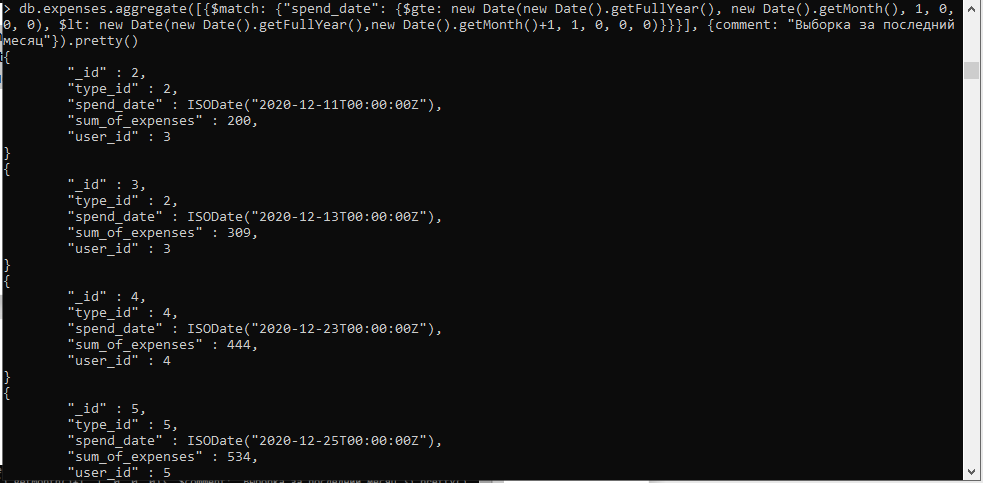 > db.expenses.aggregate([{$match: {"spend_date": {$gte: new Date(new Date().getFullYear(), new Date().getMonth(), 1, 0,
0, 0), $lt: new Date(new Date().getFullYear(),new Date().getMonth()+1, 1, 0, 0, 0)}}}], {comment: "Выборка за последний
месяц"}).pretty()
{
"_id" : 2,
"type_id" : 2,
"spend_date" : ISODate("2020-12-11T00:00:00Z"),
"sum_of_expenses" : 200,
"user_id" : 3
}
{
"_id" : 3,
"type_id" : 2,
"spend_date" : ISODate("2020-12-13T00:00:00Z"),
"sum_of_expenses" : 309,
"user_id" : 3
}
{
"_id" : 4,
"type_id" : 4,
"spend_date" : ISODate("2020-12-23T00:00:00Z"),
"sum_of_expenses" : 444,
"user_id" : 4
}
{
"_id" : 5,
"type_id" : 5,
"spend_date" : ISODate("2020-12-25T00:00:00Z"),
"sum_of_expenses" : 534,
"user_id" : 5